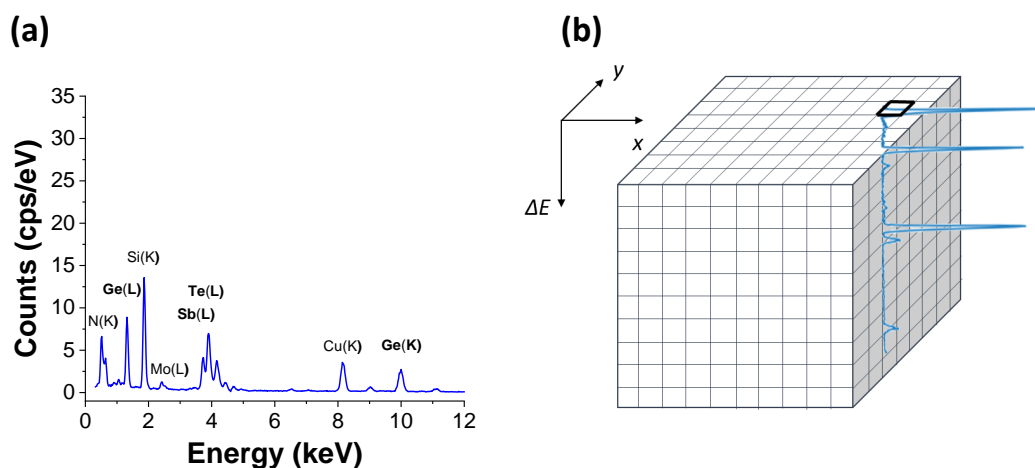 (a)
(b)
35
30
25
20
15
10
5
0
Counts (cps/eV)
N(K)
Ge(L)
Si(K)
Mo(L)
Te(L)
Sb(L)
Cu(K)
Ge(K)
0 2 4 6 8 10 12
Energy (keV)
y
x
ΔE